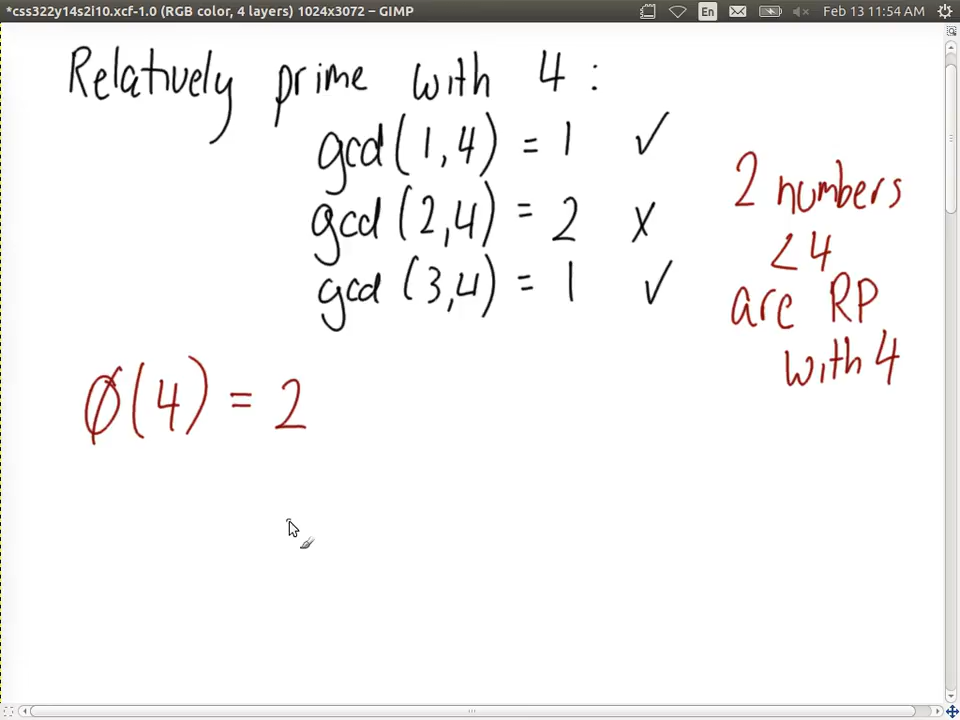 *css322y14s2i10.xcf-1.0 (RGB color, 4 layers) 1024x3072 – GIMP
En
Feb 13 11:54 AM
Relatively prime with 4 :
gcd(1,4) = 1 ✓
gcd(2,4) = 2 x
gcd(3,4) = 1 ✓
2 numbers
< 4
are RP
with 4
Ø(4) = 2